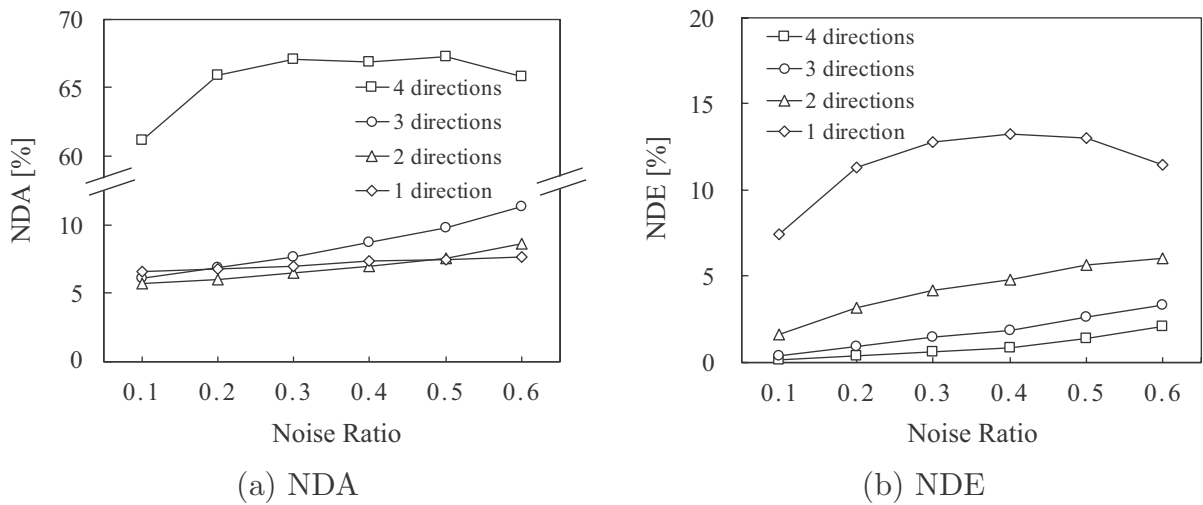 70
65
60
10
5
0
NDA [%]
4 directions
3 directions
2 directions
1 direction
0.1 0.2 0.3 0.4 0.5 0.6
Noise Ratio
(a) NDA
20
15
10
5
0
NDE [%]
4 directions
3 directions
2 directions
1 direction
0.1 0.2 0.3 0.4 0.5 0.6
Noise Ratio
(b) NDE